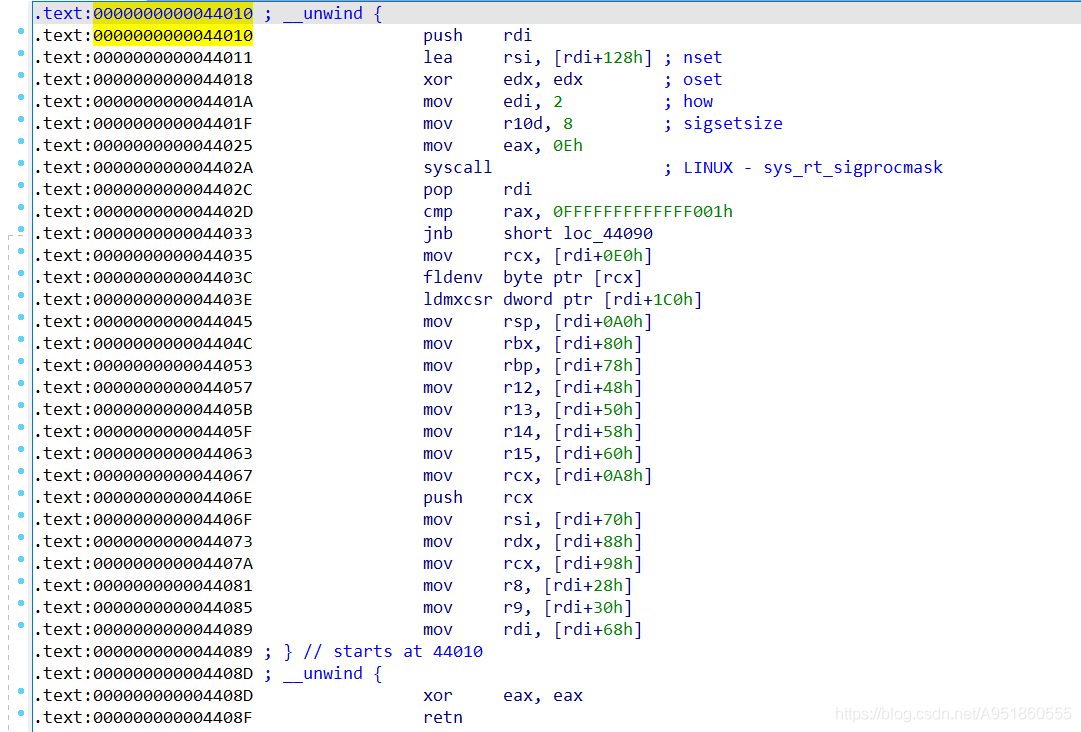 .text:0000000000044010 ; __unwind {
.text:0000000000044010 push rdi
.text:0000000000044011 lea rsi, [rdi+128h] ; nset
.text:0000000000044018 xor edx, edx ; oset
.text:000000000004401A mov edi, 2 ; how
.text:000000000004401F mov r10d, 8 ; sigsetsize
.text:0000000000044025 mov eax, 0Eh
.text:000000000004402A syscall ; LINUX - sys_rt_sigprocmask
.text:000000000004402C pop rdi
.text:000000000004402D cmp rax, 0FFFFFFFFFFFFF001h
.text:0000000000044033 jnb short loc_44090
.text:0000000000044035 mov rcx, [rdi+0E0h]
.text:000000000004403C fldenv byte ptr [rcx]
.text:000000000004403E ldmxcsr dword ptr [rdi+1C0h]
.text:0000000000044045 mov rsp, [rdi+0A0h]
.text:000000000004404C mov rbx, [rdi+80h]
.text:0000000000044053 mov rbp, [rdi+78h]
.text:0000000000044057 mov r12, [rdi+48h]
.text:000000000004405B mov r13, [rdi+50h]
.text:000000000004405F mov r14, [rdi+58h]
.text:0000000000044063 mov r15, [rdi+60h]
.text:0000000000044067 mov rcx, [rdi+0A8h]
.text:000000000004406E push rcx
.text:000000000004406F mov rsi, [rdi+70h]
.text:0000000000044073 mov rdx, [rdi+88h]
.text:000000000004407A mov rcx, [rdi+98h]
.text:0000000000044081 mov r8, [rdi+28h]
.text:0000000000044085 mov r9, [rdi+30h]
.text:0000000000044089 mov rdi, [rdi+68h]
.text:0000000000044089 ; } // starts at 44010
.text:000000000004408D ; __unwind {
.text:000000000004408D xor eax, eax
.text:000000000004408F retn
https://blog.csdn.net/A951860555